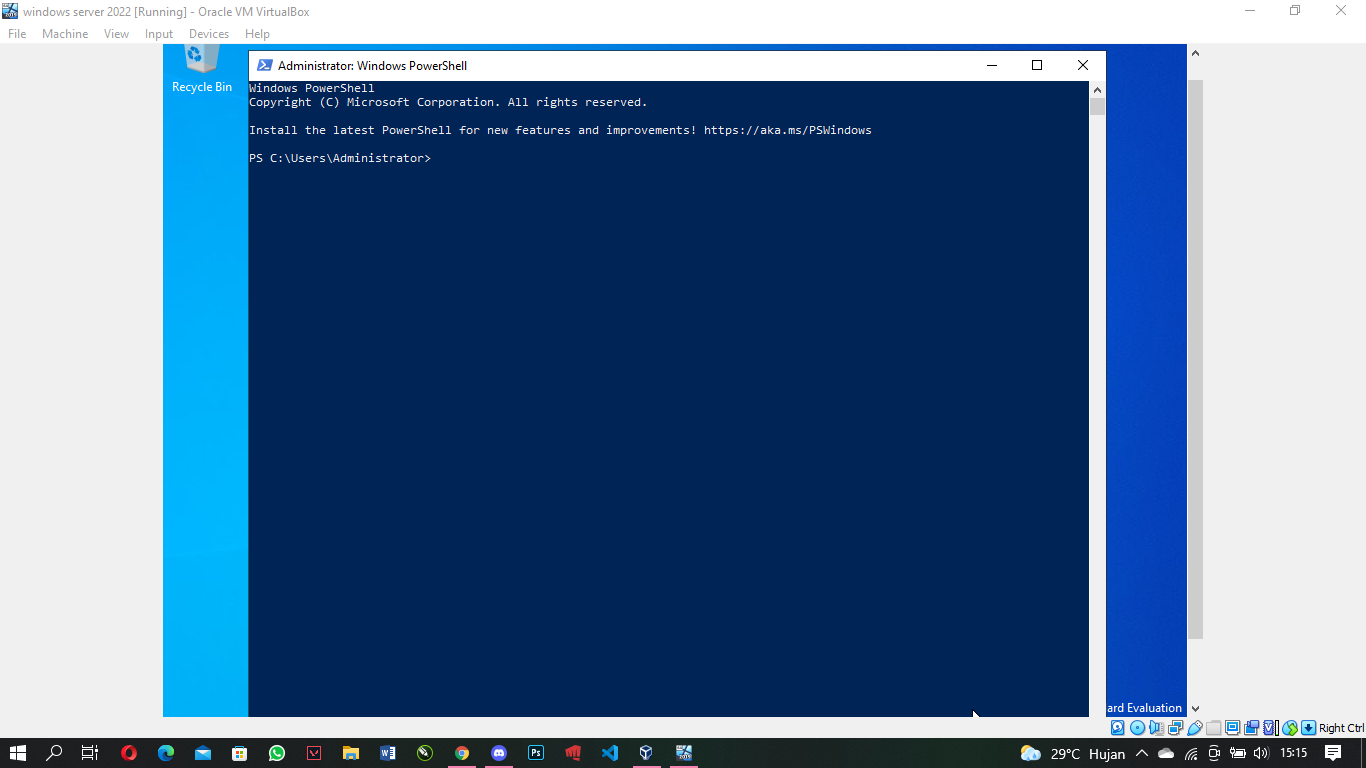 windows server 2022 [Running] - Oracle VM VirtualBox
File Machine View Input Devices Help
Recycle Bin
Administrator: Windows PowerShell
Windows PowerShell
Copyright (C) Microsoft Corporation. All rights reserved.
Install the latest PowerShell for new features and improvements! https://aka.ms/PSWindows
PS C:\Users\Administrator>
ard Evaluation
Right Ctrl
Ps
29°C Hujan
15:15